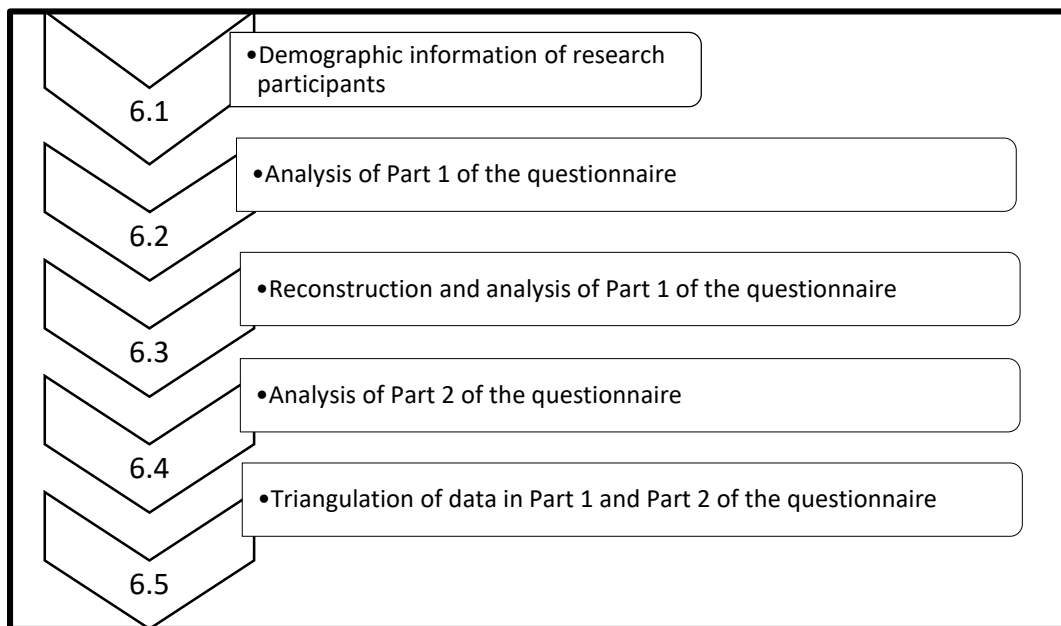 •Demographic information of research
participants
6.1
•Analysis of Part 1 of the questionnaire
6.2
•Reconstruction and analysis of Part 1 of the questionnaire
6.3
•Analysis of Part 2 of the questionnaire
6.4
•Triangulation of data in Part 1 and Part 2 of the questionnaire
6.5